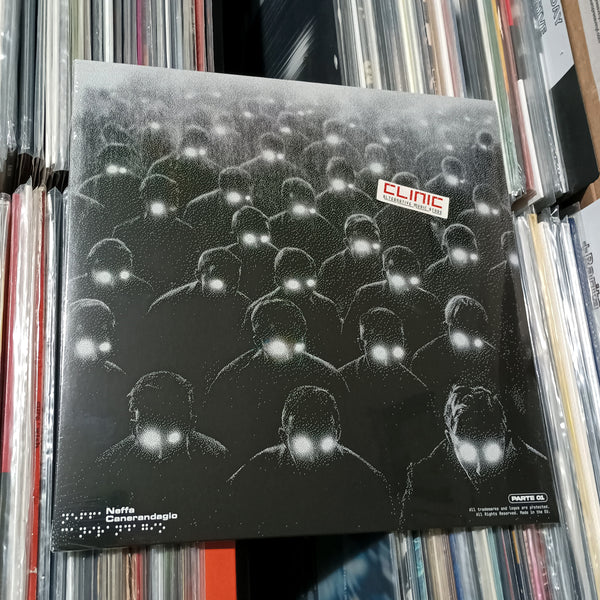 CLINIC
ALTERNATIVE MUSIC STORE
Neffa
Canerandagio
PARTE 01
All trademarks and logos are protected.
All Rights Reserved. Made in the EU.